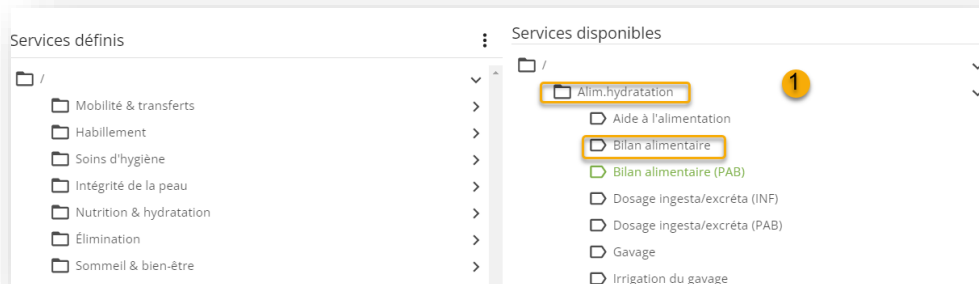 Services définis
/
Mobilité & transferts
Habillement
Soins d'hygiène
Intégrité de la peau
Nutrition & hydratation
Élimination
Sommeil & bien-être
Services disponibles
/
Alim.hydratation
1
Aide à l'alimentation
Bilan alimentaire
Bilan alimentaire (PAB)
Dosage ingesta/excréta (INF)
Dosage ingesta/excréta (PAB)
Gavage
Irrigation du gavage